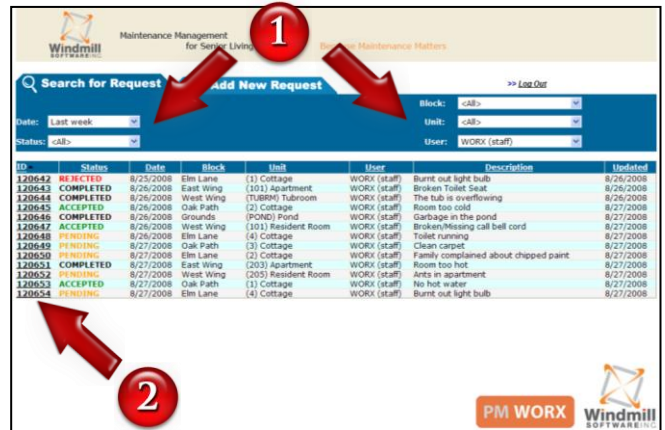 Windmill
SOFTWARE INC
Maintenance Management
for Senior Living
1
Maintenance Matters
Search for Request
Add New Request
>> Log Out
Block: <All>
Date: Last week
Unit: <All>
Status: <All>
User: WORX (staff)
ID Status Date Block Unit User Description Updated
120642 REJECTED 8/25/2008 Elm Lane (1) Cottage WORX (staff) Burnt out light bulb 8/26/2008
120643 COMPLETED 8/26/2008 East Wing (101) Apartment WORX (staff) Broken Toilet Seat 8/26/2008
120644 COMPLETED 8/26/2008 West Wing (TUBRM) Tubroom WORX (staff) The tub is overflowing 8/26/2008
120645 ACCEPTED 8/26/2008 Oak Path (2) Cottage WORX (staff) Room too cold 8/27/2008
120646 COMPLETED 8/26/2008 Grounds (POND) Pond WORX (staff) Garbage in the pond 8/27/2008
120647 ACCEPTED 8/26/2008 West Wing (101) Resident Room WORX (staff) Broken/Missing call bell cord 8/27/2008
120648 PENDING 8/26/2008 Elm Lane (4) Cottage WORX (staff) Toilet running 8/27/2008
120649 PENDING 8/27/2008 Oak Path (3) Cottage WORX (staff) Clean carpet 8/27/2008
120650 PENDING 8/27/2008 Elm Lane (2) Cottage WORX (staff) Family complained about chipped paint 8/27/2008
120651 COMPLETED 8/27/2008 East Wing (203) Apartment WORX (staff) Room too hot 8/27/2008
120652 PENDING 8/27/2008 West Wing (205) Resident Room WORX (staff) Ants in apartment 8/27/2008
120653 ACCEPTED 8/27/2008 Oak Path (1) Cottage WORX (staff) No hot water 8/27/2008
120654 PENDING 8/27/2008 Elm Lane (4) Cottage WORX (staff) Burnt out light bulb 8/27/2008
2
PM WORX
Windmill
SOFTWARE INC